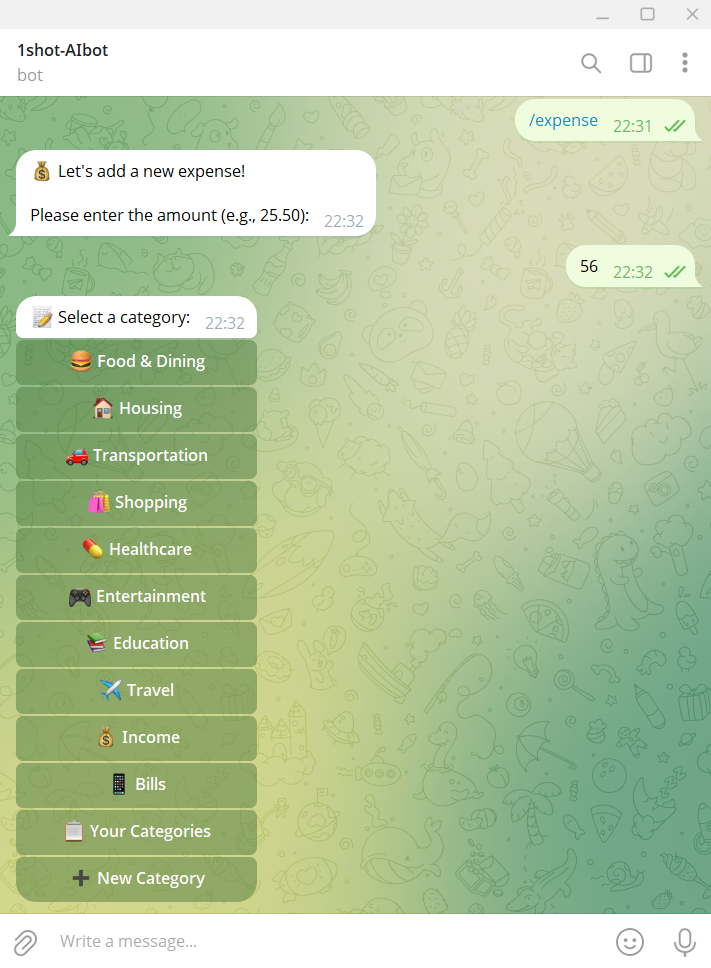 1shot-AIbot
bot
/expense 22:31
💰 Let's add a new expense!
Please enter the amount (e.g., 25.50): 22:32
56 22:32
📝 Select a category: 22:32
🍔 Food & Dining
🏠 Housing
🚗 Transportation
🛍️ Shopping
💊 Healthcare
🎮 Entertainment
📚 Education
✈️ Travel
💰 Income
📱 Bills
📋 Your Categories
➕ New Category
Write a message...